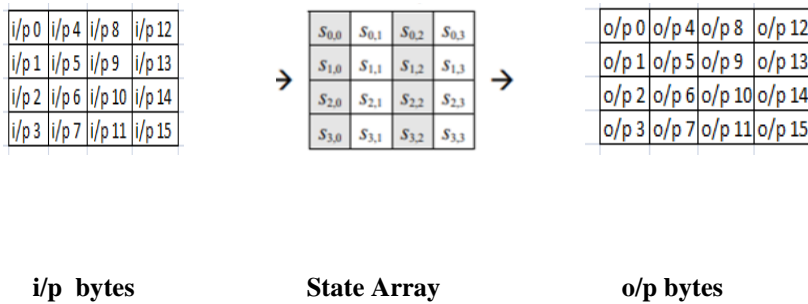 i/p 0 i/p 4 i/p 8 i/p 12
i/p 1 i/p 5 i/p 9 i/p 13
i/p 2 i/p 6 i/p 10 i/p 14
i/p 3 i/p 7 i/p 11 i/p 15
→
S0,0 S0,1 S0,2 S0,3
S1,0 S1,1 S1,2 S1,3
S2,0 S2,1 S2,2 S2,3
S3,0 S3,1 S3,2 S3,3
→
o/p 0 o/p 4 o/p 8 o/p 12
o/p 1 o/p 5 o/p 9 o/p 13
o/p 2 o/p 6 o/p 10 o/p 14
o/p 3 o/p 7 o/p 11 o/p 15
i/p bytes State Array o/p bytes